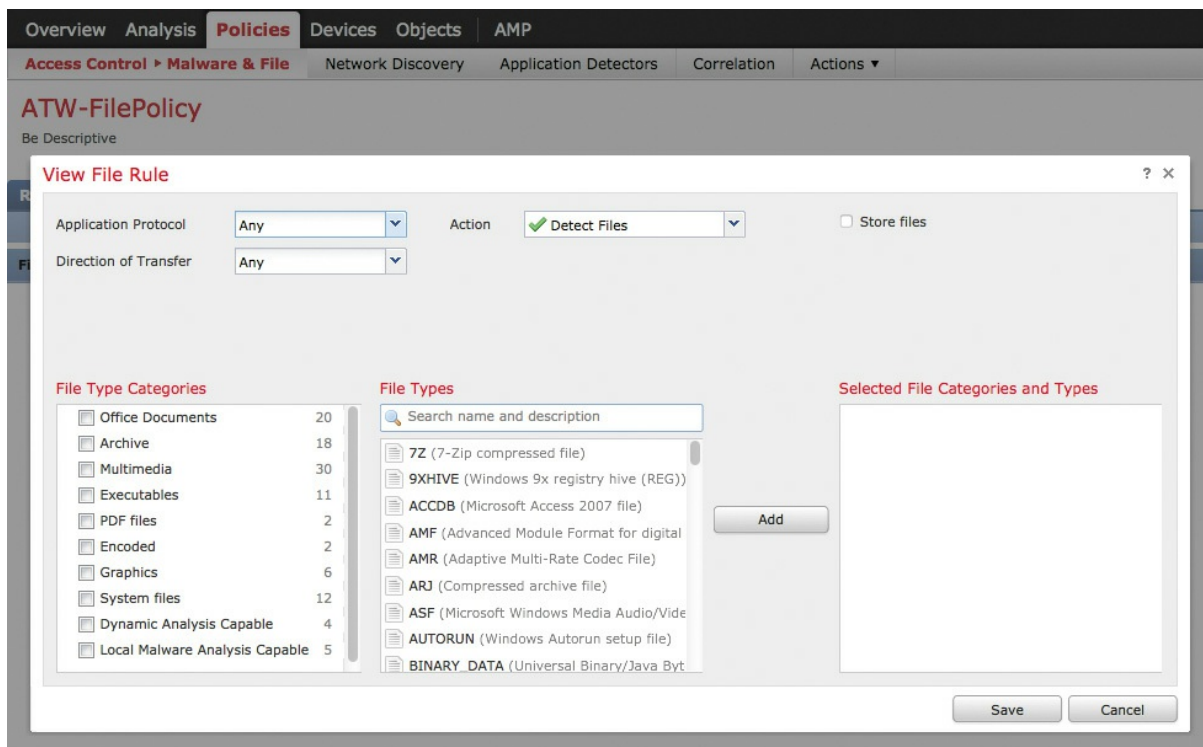 Overview Analysis Policies Devices Objects AMP
Access Control ▸ Malware & File Network Discovery Application Detectors Correlation Actions ▼
ATW-FilePolicy
Be Descriptive
View File Rule ? ×
Application Protocol Any Action Detect Files Store files
Direction of Transfer Any
File Type Categories
Office Documents 20
Archive 18
Multimedia 30
Executables 11
PDF files 2
Encoded 2
Graphics 6
System files 12
Dynamic Analysis Capable 4
Local Malware Analysis Capable 5
File Types
Search name and description
7Z (7-Zip compressed file)
9XHIVE (Windows 9x registry hive (REG))
ACCDB (Microsoft Access 2007 file)
AMF (Advanced Module Format for digital
AMR (Adaptive Multi-Rate Codec File)
ARJ (Compressed archive file)
ASF (Microsoft Windows Media Audio/Vide
AUTORUN (Windows Autorun setup file)
BINARY_DATA (Universal Binary/Java Byt
Add
Selected File Categories and Types
Save Cancel